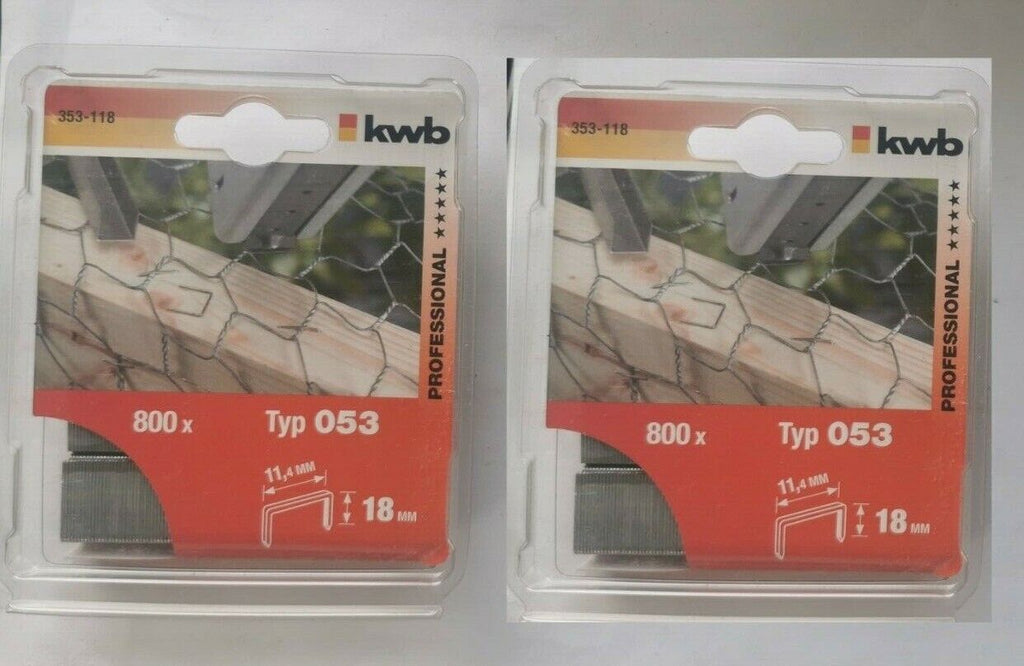 353-118
kwb
PROFESSIONAL ★★★★★
800 x Typ 053
11,4 MM
18 MM
353-118
kwb
PROFESSIONAL ★★★★★
800 x Typ 053
11,4 MM
18 MM